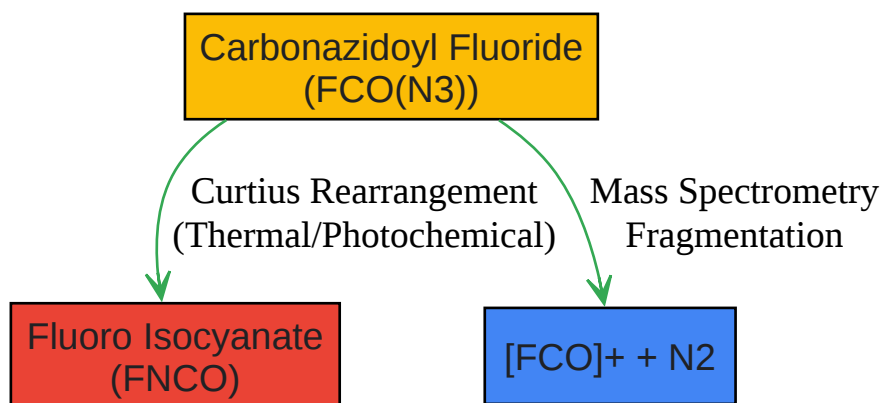 Carbonazidoyl Fluoride
(FCO(N3))
Curtius Rearrangement
(Thermal/Photochemical)
Mass Spectrometry
Fragmentation
Fluoro Isocyanate
(FNCO)
[FCO]+ + N2